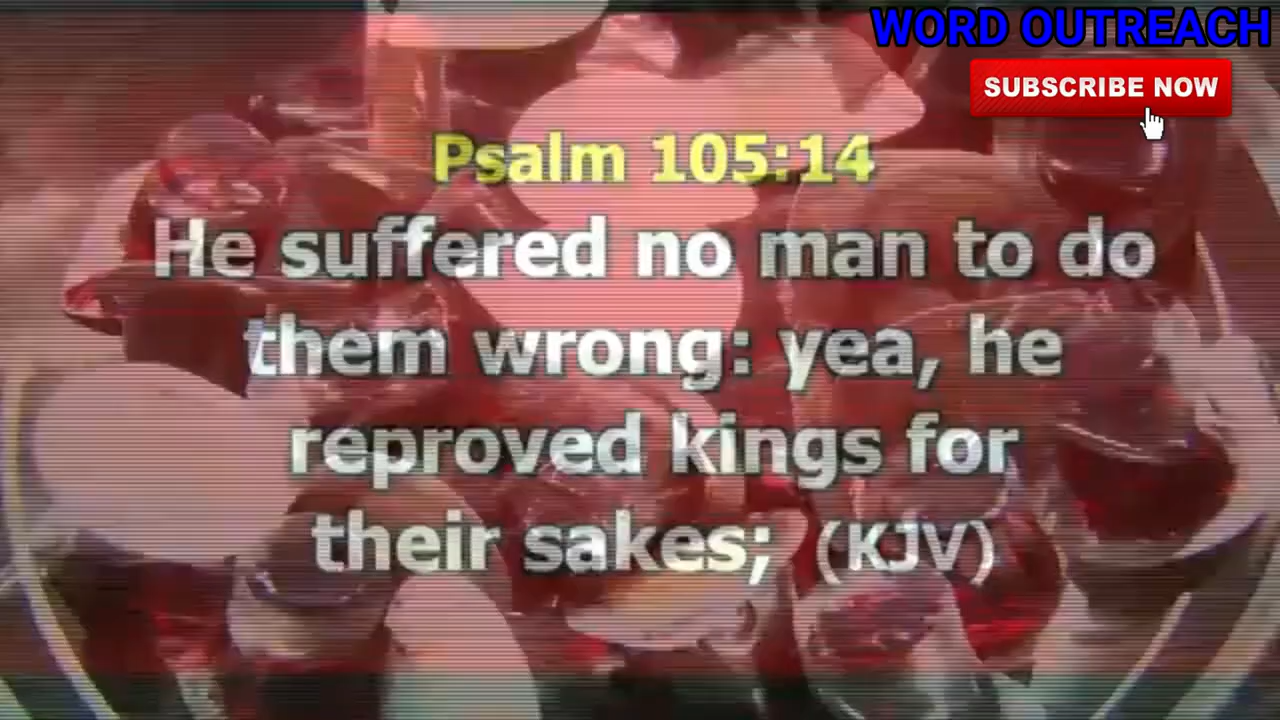 WORD OUTREACH
SUBSCRIBE NOW
Psalm 105:14
He suffered no man to do
them wrong: yea, he
reproved kings for
their sakes; (KJV)